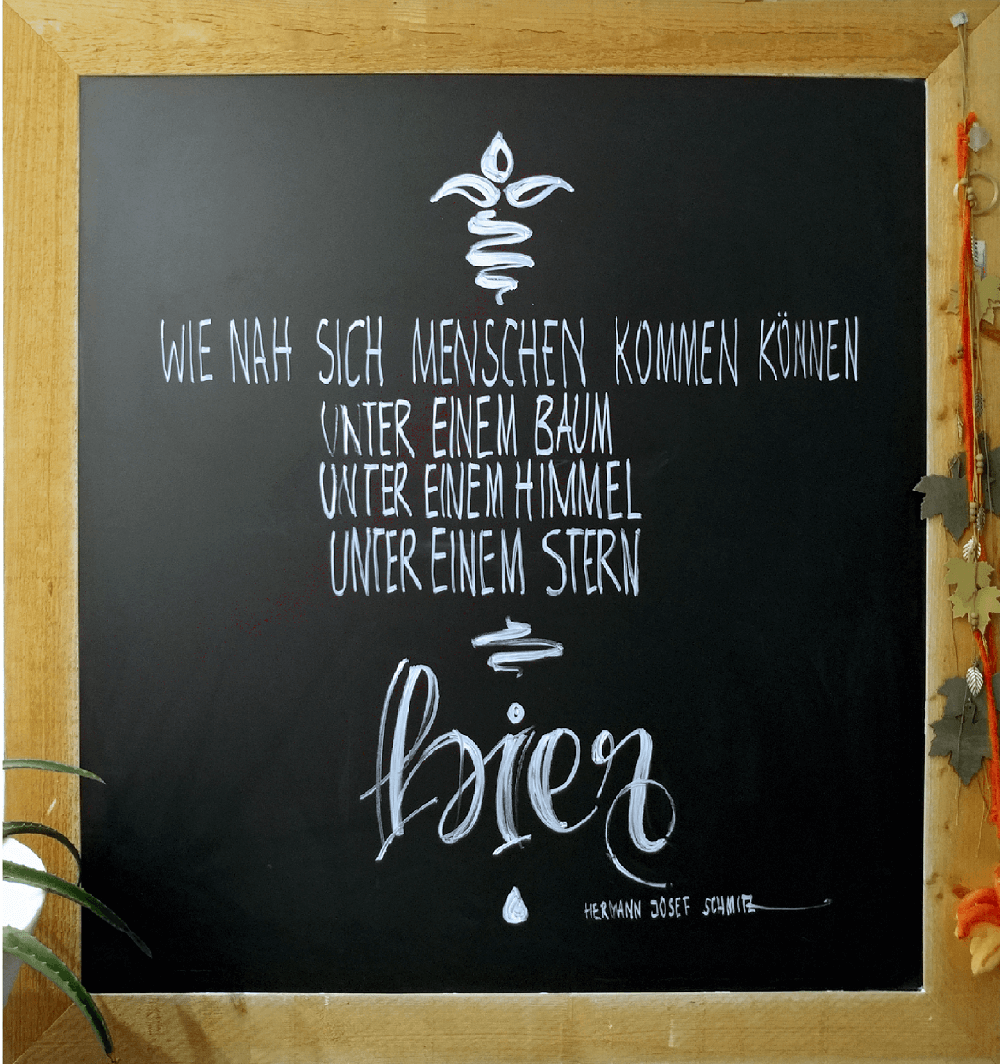 WIE NAH SICH MENSCHEN KOMMEN KÖNNEN
UNTER EINEM BAUM
UNTER EINEM HIMMEL
UNTER EINEM STERN
hier
HERMANN JOSEF SCHMITZ